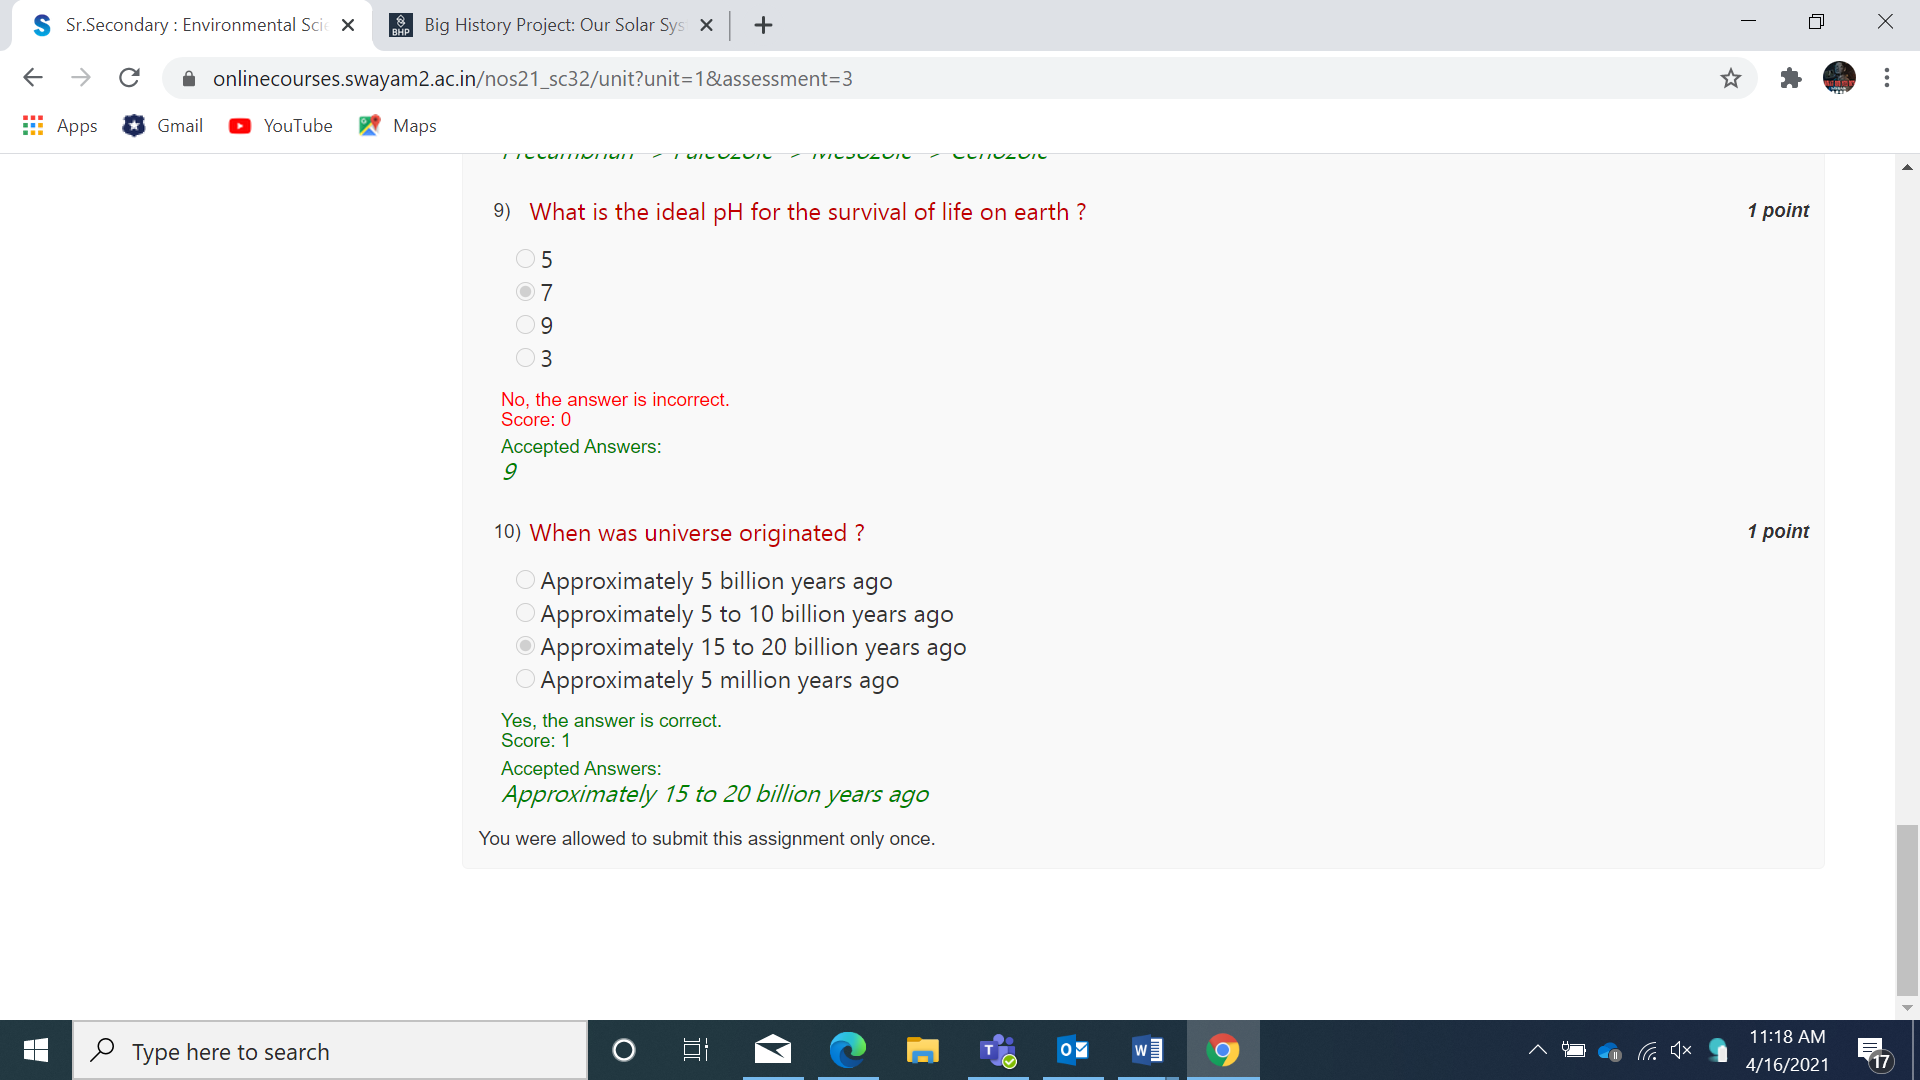 Sr.Secondary : Environmental Scie
BHP
Big History Project: Our Solar Sys
onlinecourses.swayam2.ac.in/nos21_sc32/unit?unit=1&assessment=3
Apps
Gmail
YouTube
Maps
Precambrian -> Paleozoic -> Mesozoic -> Cenozoic
9) What is the ideal pH for the survival of life on earth ?
1 point
5
7
9
3
No, the answer is incorrect.
Score: 0
Accepted Answers:
9
10) When was universe originated ?
1 point
Approximately 5 billion years ago
Approximately 5 to 10 billion years ago
Approximately 15 to 20 billion years ago
Approximately 5 million years ago
Yes, the answer is correct.
Score: 1
Accepted Answers:
Approximately 15 to 20 billion years ago
You were allowed to submit this assignment only once.
Type here to search
11:18 AM
4/16/2021
17